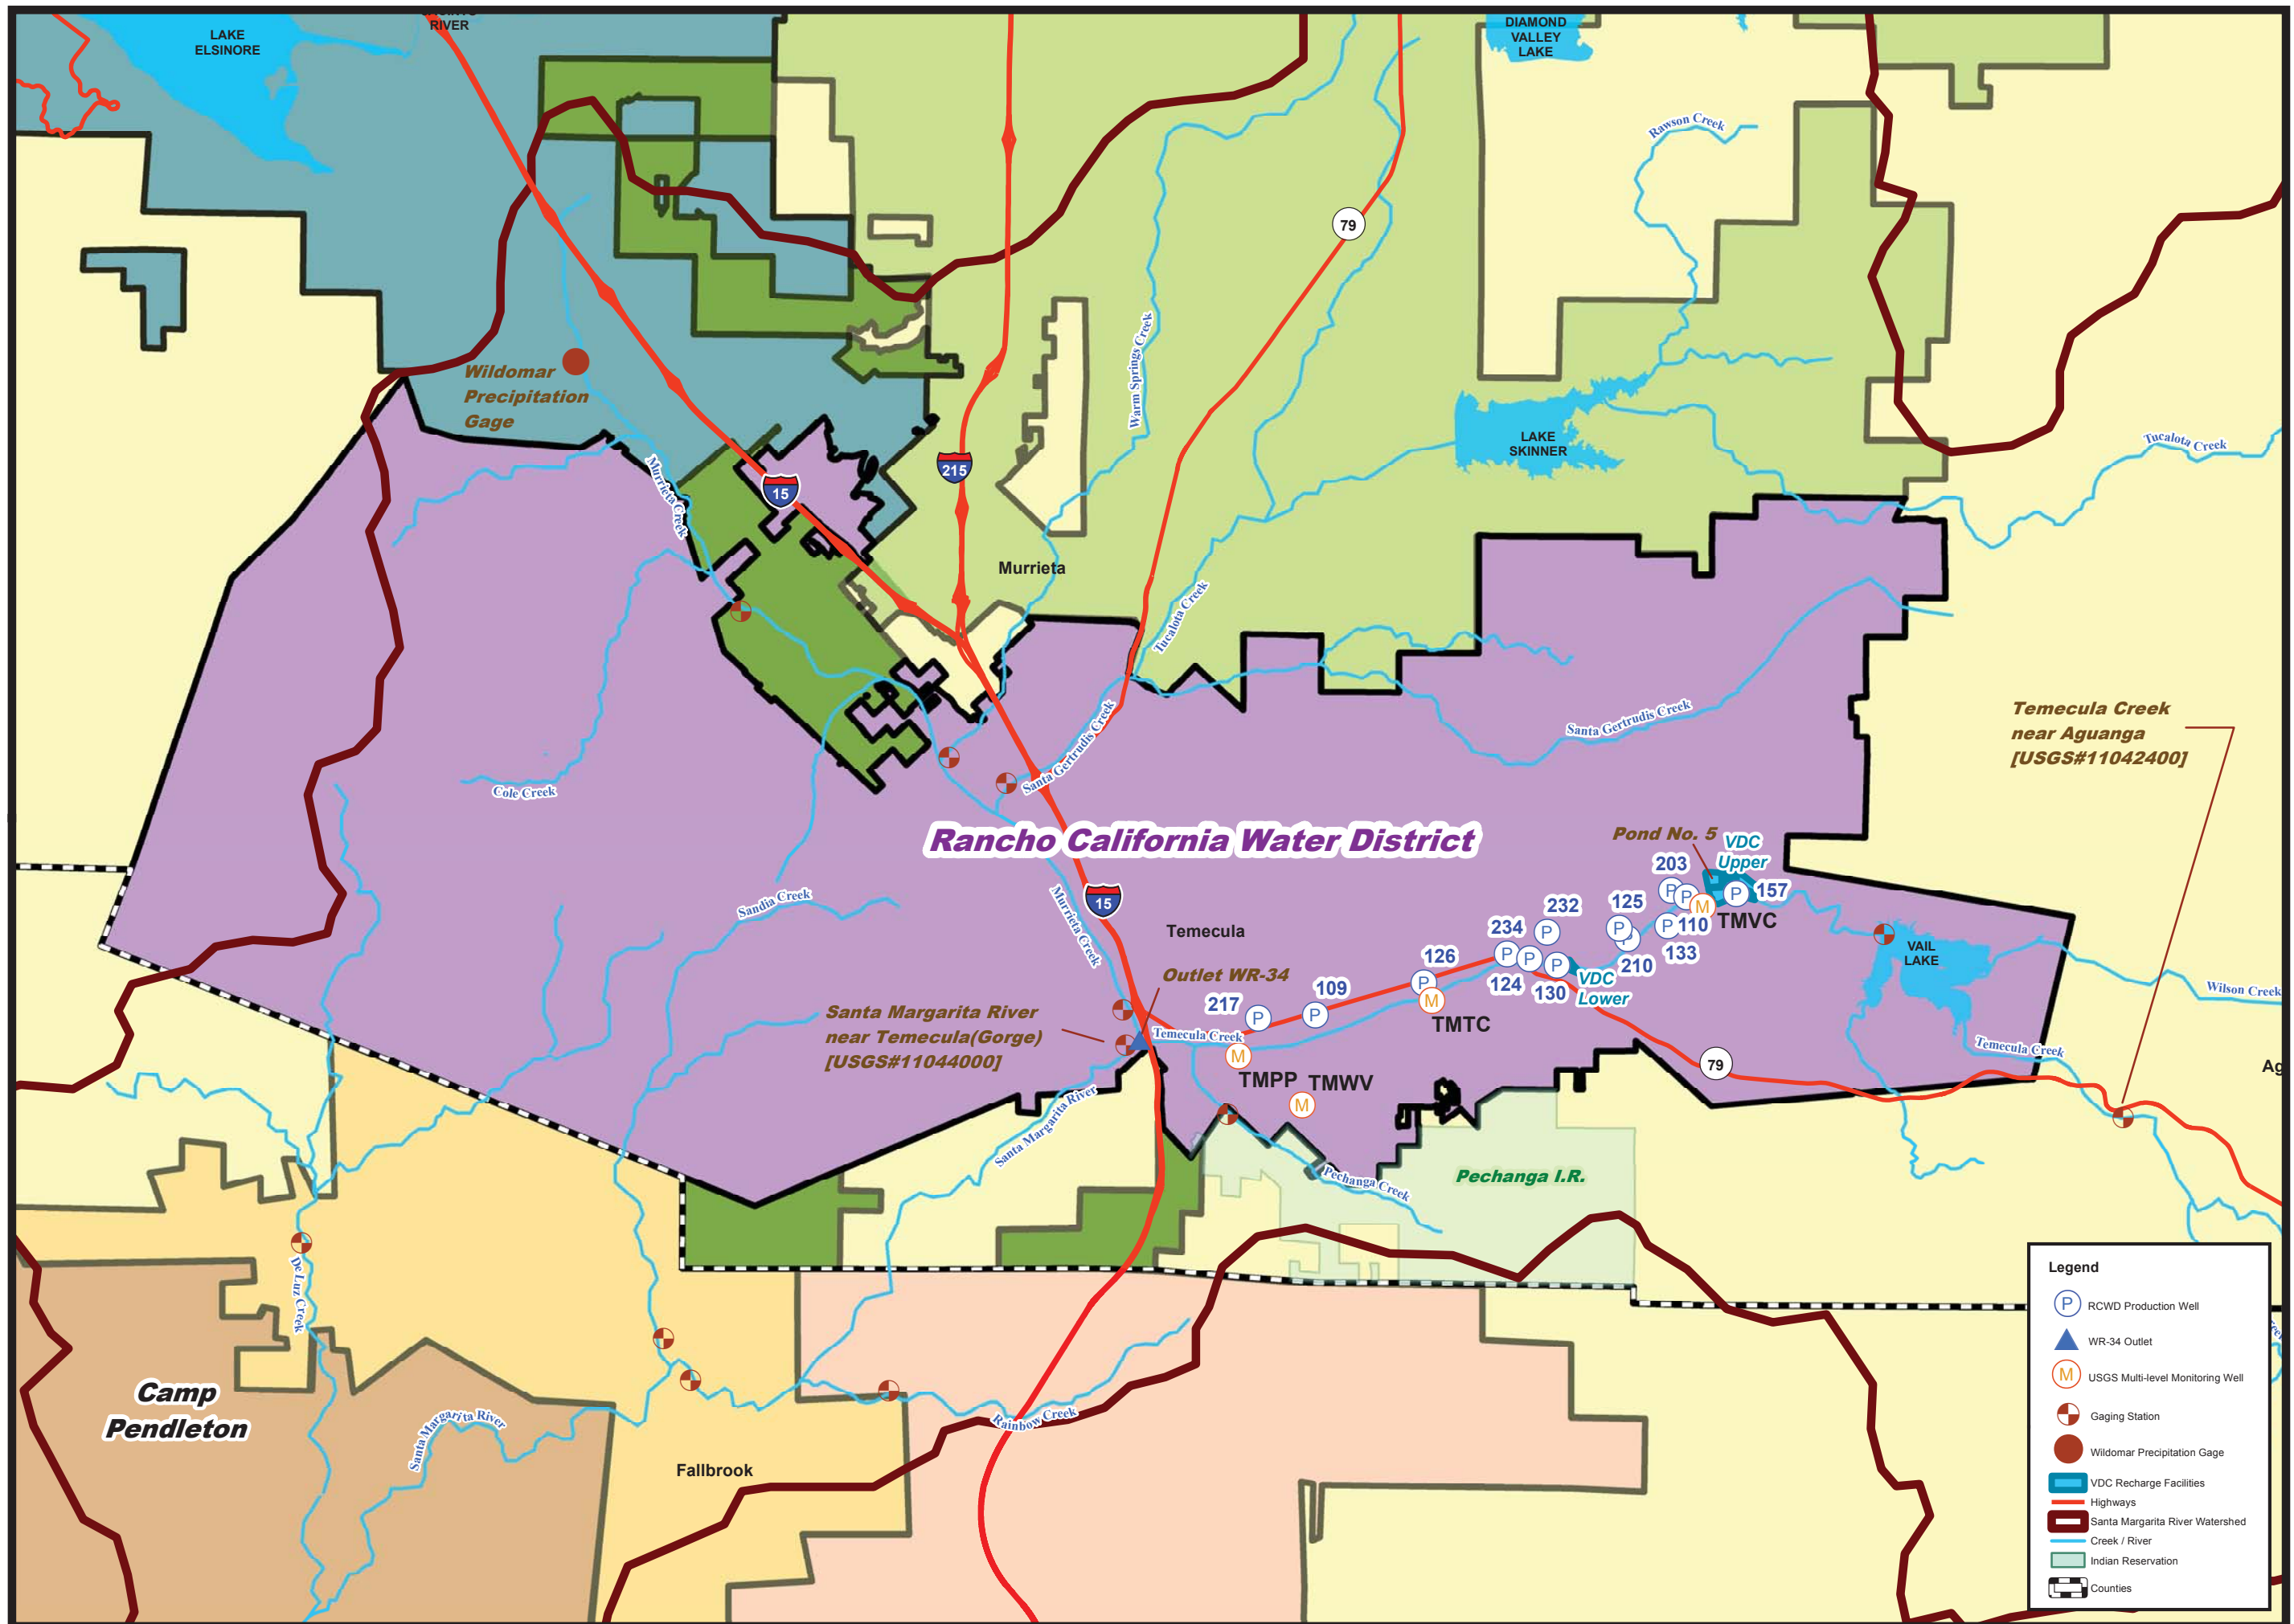 RIVER
LAKE
ELSINORE
DIAMOND
VALLEY
LAKE
Rawson Creek
79
Warm Springs Creek
Wildomar
Precipitation
Gage
LAKE
SKINNER
Tucalota Creek
215
15
Murrieta Creek
Murrieta
Tucalota Creek
Santa Gertrudis Creek
Temecula Creek
near Aguanga
[USGS#11042400]
Santa Gertrudis Creek
Cole Creek
Rancho California Water District
Pond No. 5
VDC
Upper
203
157
15
Sandia Creek
Murrieta Creek
Temecula
232
125
110
TMVC
234
126
210
133
VAIL
LAKE
Outlet WR-34
217
109
124
130
VDC
Lower
Wilson Creek
Santa Margarita River
near Temecula(Gorge)
[USGS#11044000]
Temecula Creek
TMTC
Temecula Creek
79
Ag
TMPP
TMWV
Santa Margarita River
Pechanga Creek
Pechanga I.R.
De Luz Creek
Camp
Pendleton
Santa Margarita River
Rainbow Creek
Fallbrook
Legend
P RCWD Production Well
WR-34 Outlet
M USGS Multi-level Monitoring Well
Gaging Station
Wildomar Precipitation Gage
VDC Recharge Facilities
Highways
Santa Margarita River Watershed
Creek / River
Indian Reservation
Counties
P
P
P
P
P
P
P
P
P
P
P
P
P
M
M
M
M